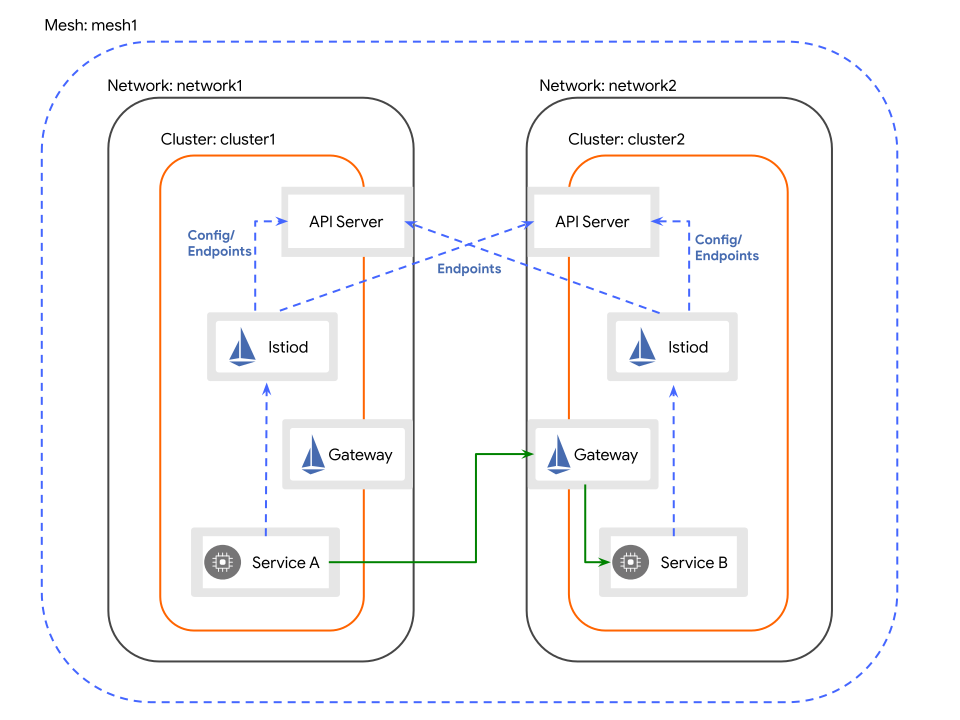 Mesh: mesh1
Network: network1
Network: network2
Cluster: cluster1
Cluster: cluster2
API Server
API Server
Config/
Endpoints
Config/
Endpoints
Endpoints
Istiod
Istiod
Gateway
Gateway
Service A
Service B